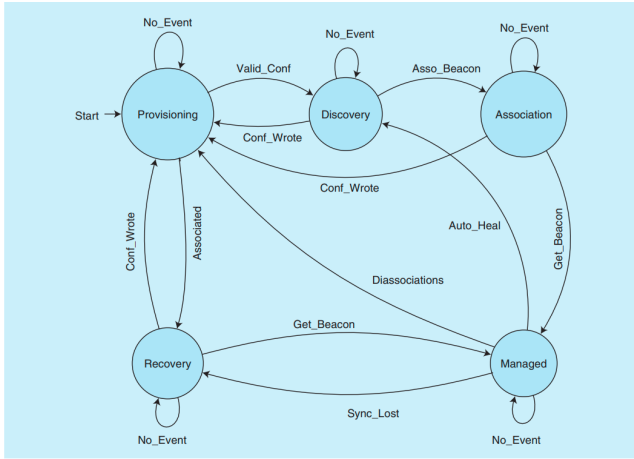 No_Event
No_Event
No_Event
Valid_Conf
Asso_Beacon
Start
Provisioning
Discovery
Association
Conf_Wrote
Conf_Wrote
Auto_Heal
Get_Beacon
Conf_Wrote
Associated
Diassociations
Get_Beacon
Recovery
Managed
Sync_Lost
No_Event
No_Event